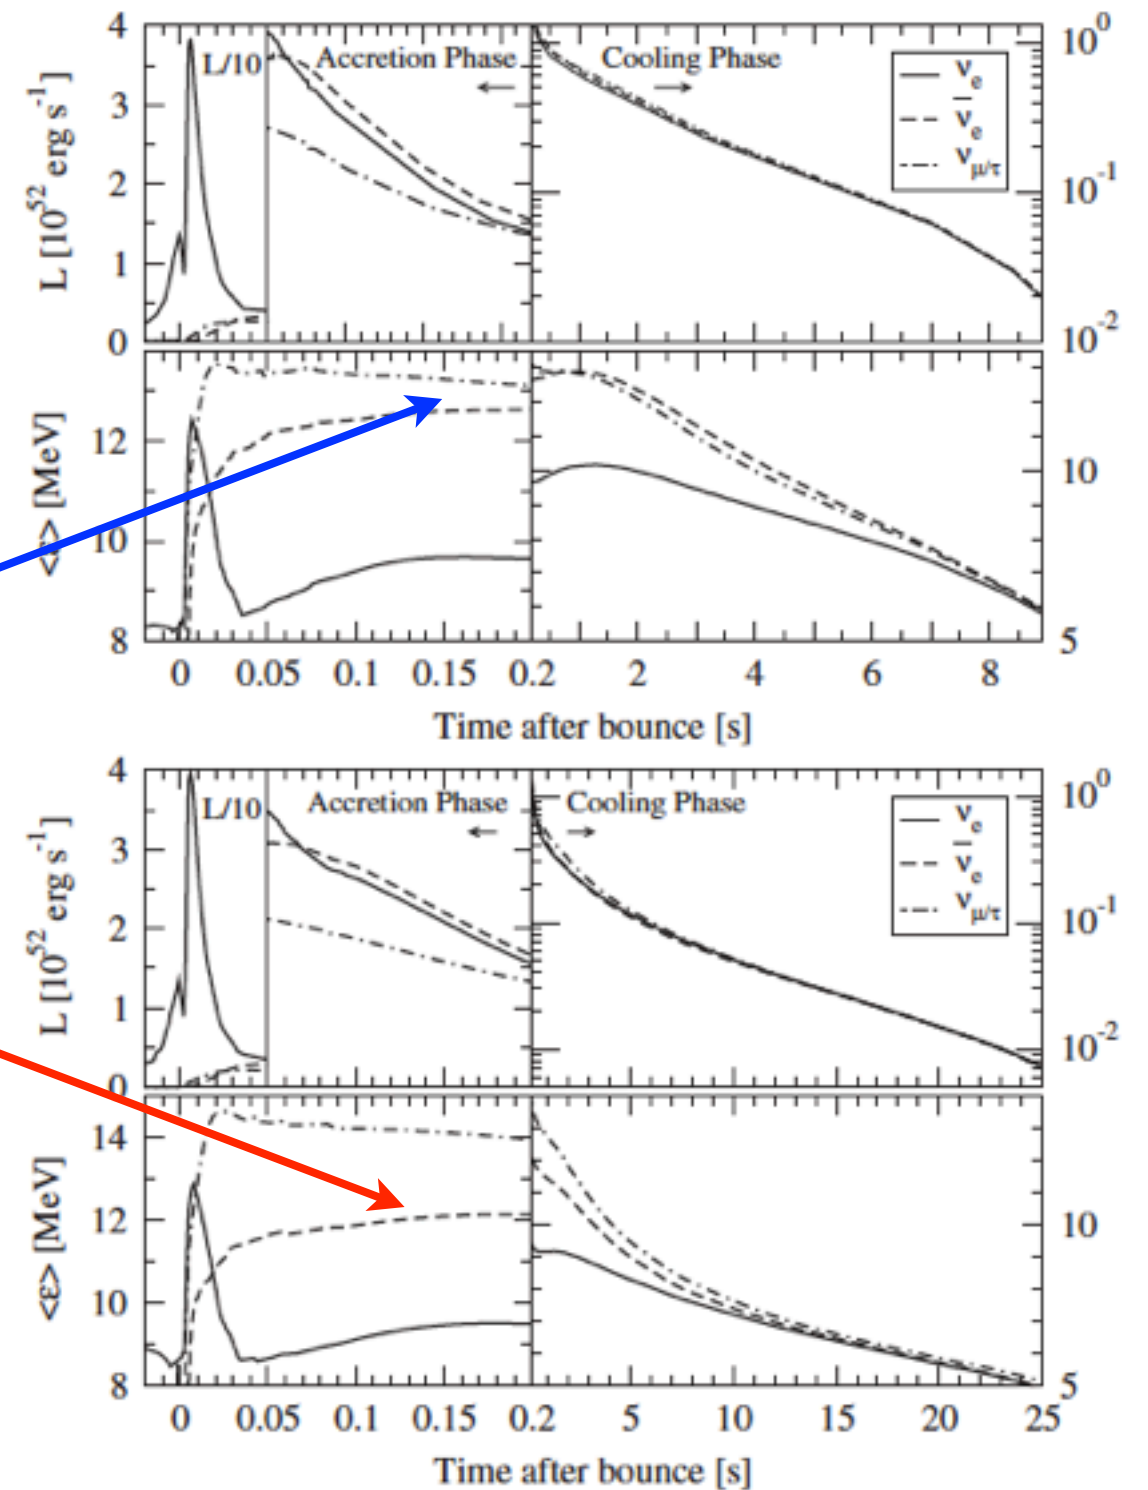 4
3
2
1
0
L [10^52 erg s^-1]
L/10
Accretion Phase
Cooling Phase
ν_e
ν̅_e
ν_μ/τ
10^0
10^-1
10^-2
12
10
8
<ε> [MeV]
10
5
0 0.05 0.1 0.15 0.2 2 4 6 8
Time after bounce [s]
4
3
2
1
0
L [10^52 erg s^-1]
L/10
Accretion Phase
Cooling Phase
ν_e
ν̅_e
ν_μ/τ
10^0
10^-1
10^-2
14
12
10
8
<ε> [MeV]
10
5
0 0.05 0.1 0.15 0.2 5 10 15 20 25
Time after bounce [s]